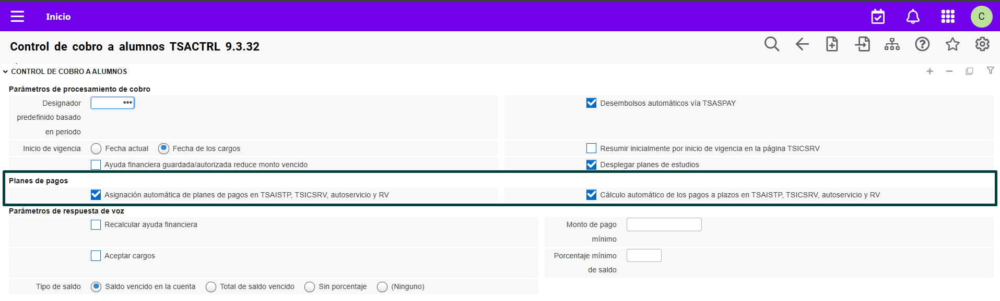 Inicio
C
Control de cobro a alumnos TSACTRL 9.3.32
CONTROL DE COBRO A ALUMNOS
Parámetros de procesamiento de cobro
Designador
predefinido basado
en periodo
Desembolsos automáticos vía TSASPAY
Inicio de vigencia
Fecha actual
Fecha de los cargos
Resumir inicialmente por inicio de vigencia en la página TSICSRV
Ayuda financiera guardada/autorizada reduce monto vencido
Desplegar planes de estudios
Planes de pagos
Asignación automática de planes de pagos en TSAISTP, TSICSRV, autoservicio y RV
Cálculo automático de los pagos a plazos en TSAISTP, TSICSRV, autoservicio y RV
Parámetros de respuesta de voz
Recalcular ayuda financiera
Monto de pago
mínimo
Aceptar cargos
Porcentaje mínimo
de saldo
Tipo de saldo
Saldo vencido en la cuenta
Total de saldo vencido
Sin porcentaje
(Ninguno)